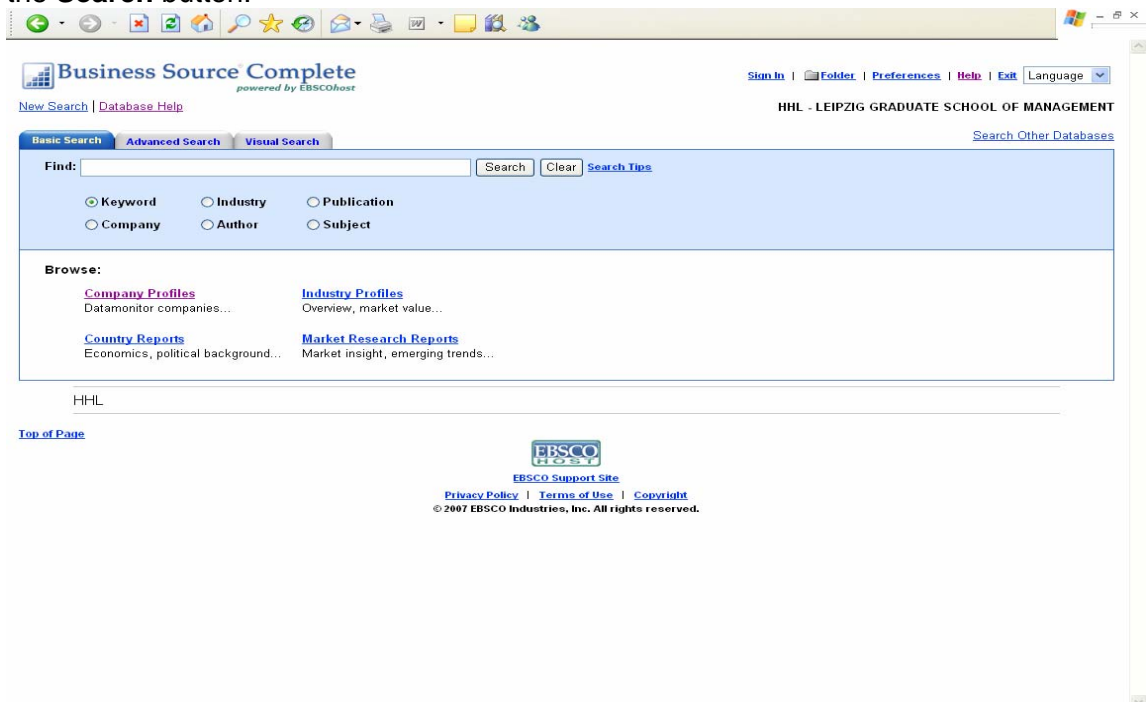 the Search button.
Business Source Complete
powered by EBSCOhost
Sign In | Folder | Preferences | Help | Exit Language
New Search | Database Help
HHL - LEIPZIG GRADUATE SCHOOL OF MANAGEMENT
Basic Search Advanced Search Visual Search
Search Other Databases
Find: Search Clear Search Tips
Keyword Industry Publication
Company Author Subject
Browse:
Company Profiles Industry Profiles
Datamonitor companies... Overview, market value...
Country Reports Market Research Reports
Economics, political background... Market insight, emerging trends...
HHL
Top of Page
EBSCO
HOST
EBSCO Support Site
Privacy Policy | Terms of Use | Copyright
© 2007 EBSCO Industries, Inc. All rights reserved.